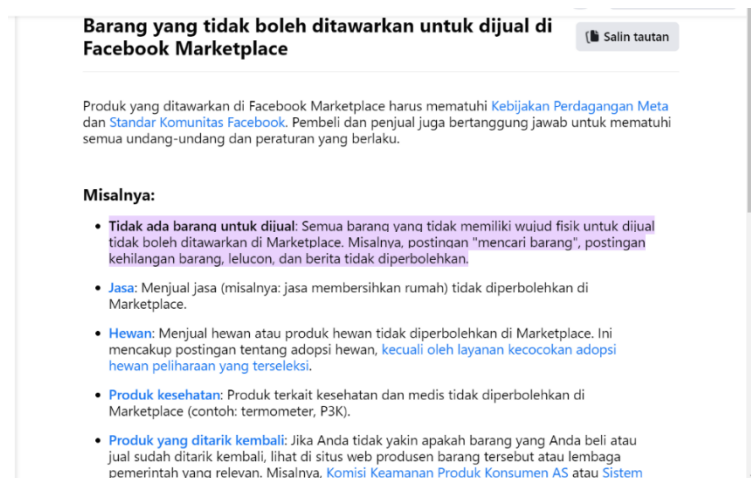 Barang yang tidak boleh ditawarkan untuk dijual di
Facebook Marketplace
Salin tautan
Produk yang ditawarkan di Facebook Marketplace harus mematuhi Kebijakan Perdagangan Meta
dan Standar Komunitas Facebook. Pembeli dan penjual juga bertanggung jawab untuk mematuhi
semua undang-undang dan peraturan yang berlaku.
Misalnya:
• Tidak ada barang untuk dijual: Semua barang yang tidak memiliki wujud fisik untuk dijual
tidak boleh ditawarkan di Marketplace. Misalnya, postingan "mencari barang", postingan
kehilangan barang, lelucon, dan berita tidak diperbolehkan.
• Jasa: Menjual jasa (misalnya: jasa membersihkan rumah) tidak diperbolehkan di
Marketplace.
• Hewan: Menjual hewan atau produk hewan tidak diperbolehkan di Marketplace. Ini
mencakup postingan tentang adopsi hewan, kecuali oleh layanan kecocokan adopsi
hewan peliharaan yang terseleksi.
• Produk kesehatan: Produk terkait kesehatan dan medis tidak diperbolehkan di
Marketplace (contoh: termometer, P3K).
• Produk yang ditarik kembali: Jika Anda tidak yakin apakah barang yang Anda beli atau
jual sudah ditarik kembali, lihat di situs web produsen barang tersebut atau lembaga
pemerintah yang relevan. Misalnya, Komisi Keamanan Produk Konsumen AS atau Sistem